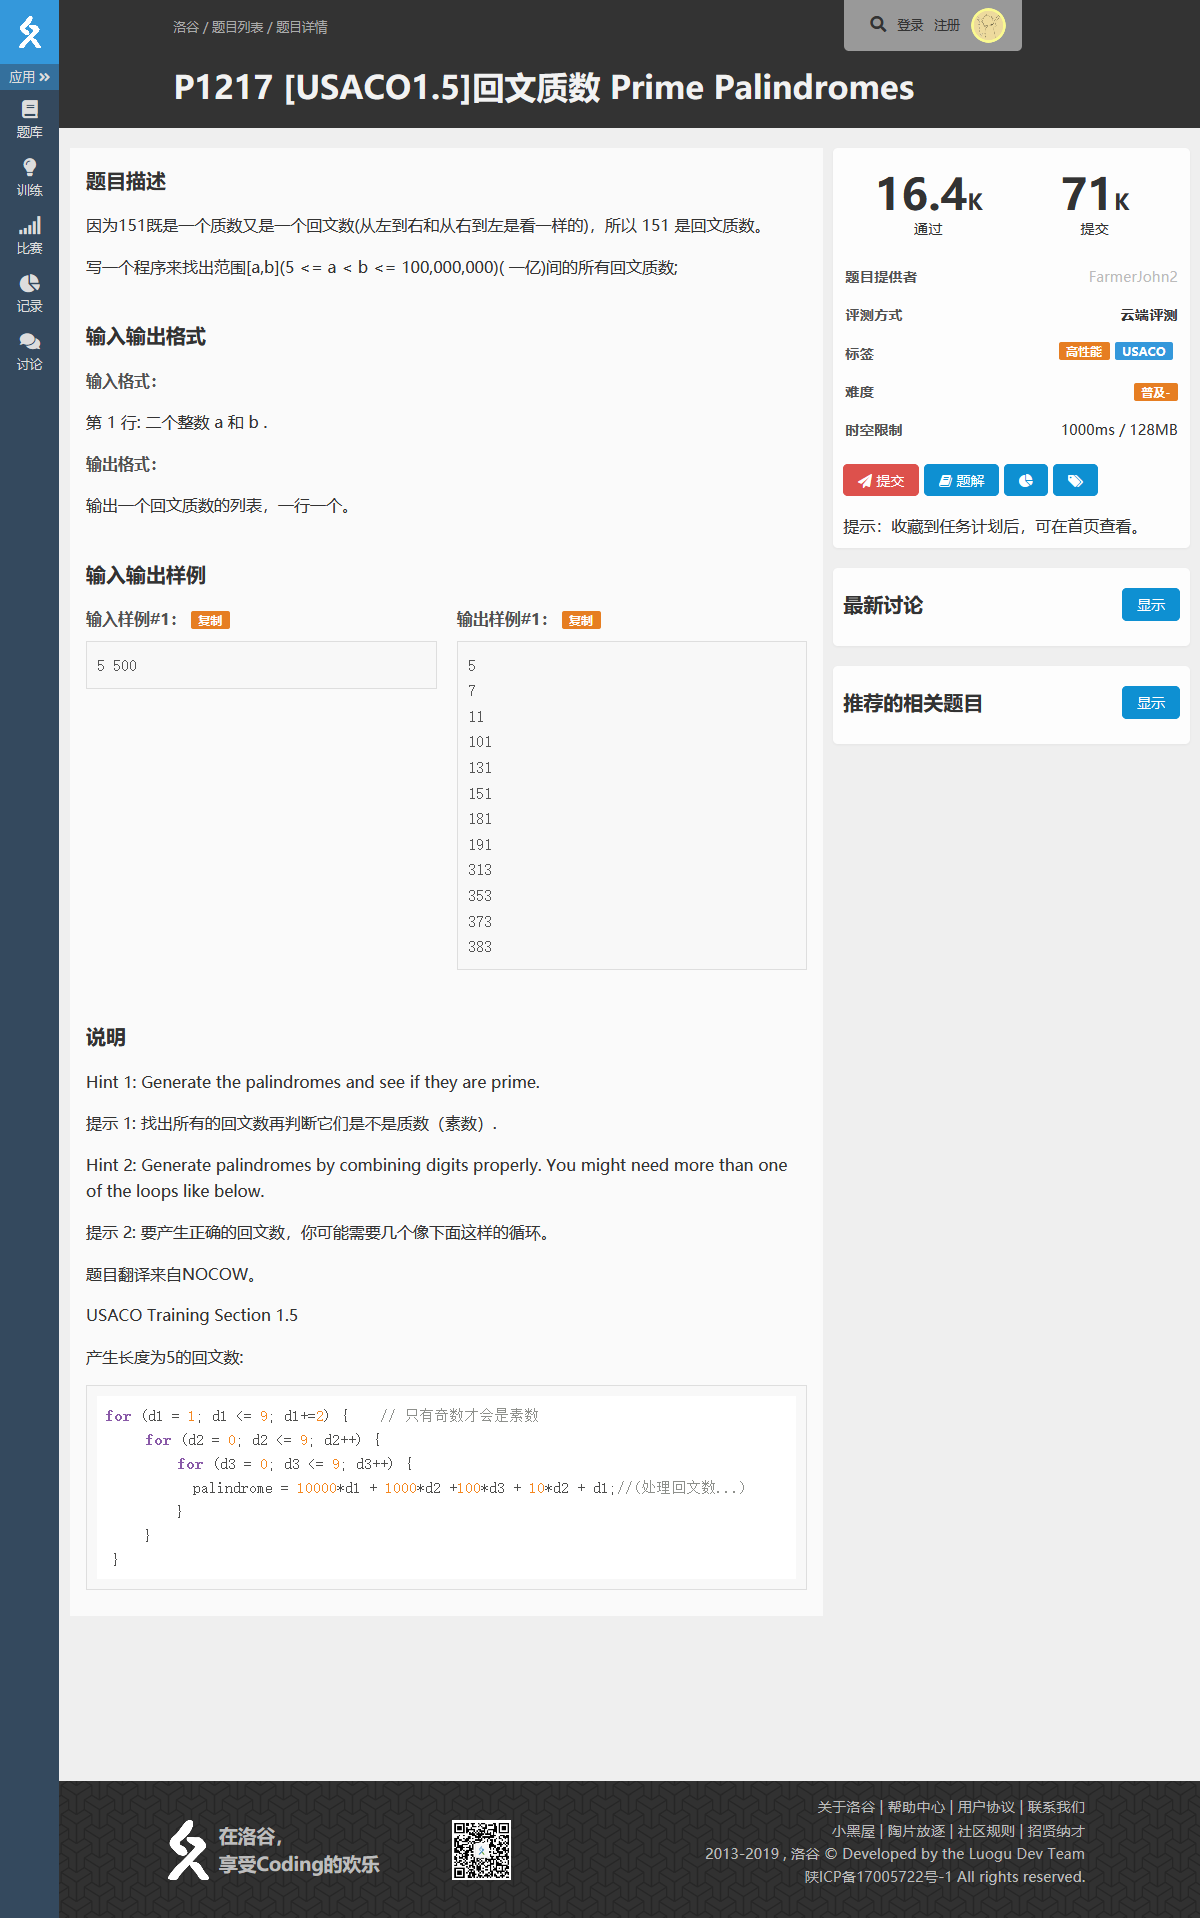 洛谷 / 题目列表 / 题目详情
登录 注册
应用
P1217 [USACO1.5]回文质数 Prime Palindromes
题库
训练
比赛
记录
讨论
题目描述
因为151既是一个质数又是一个回文数(从左到右和从右到左是看一样的)，所以 151 是回文质数。
写一个程序来找出范围[a,b](5 <= a < b <= 100,000,000)( 一亿)间的所有回文质数;
输入输出格式
输入格式：
第 1 行: 二个整数 a 和 b .
输出格式：
输出一个回文质数的列表，一行一个。
输入输出样例
输入样例#1： 复制
5 500
输出样例#1： 复制
5
7
11
101
131
151
181
191
313
353
373
383
说明
Hint 1: Generate the palindromes and see if they are prime.
提示 1: 找出所有的回文数再判断它们是不是质数（素数）.
Hint 2: Generate palindromes by combining digits properly. You might need more than one
of the loops like below.
提示 2: 要产生正确的回文数，你可能需要几个像下面这样的循环。
题目翻译来自NOCOW。
USACO Training Section 1.5
产生长度为5的回文数:
for (d1 = 1; d1 <= 9; d1+=2) {    // 只有奇数才会是素数
     for (d2 = 0; d2 <= 9; d2++) {
         for (d3 = 0; d3 <= 9; d3++) {
           palindrome = 10000*d1 + 1000*d2 +100*d3 + 10*d2 + d1;//(处理回文数...)
         }
     }
 }
16.4K 71K
通过 提交
题目提供者 FarmerJohn2
评测方式 云端评测
标签 高性能 USACO
难度 普及-
时空限制 1000ms / 128MB
提交 题解
提示：收藏到任务计划后，可在首页查看。
最新讨论 显示
推荐的相关题目 显示
在洛谷，
享受Coding的欢乐
关于洛谷 | 帮助中心 | 用户协议 | 联系我们
小黑屋 | 陶片放逐 | 社区规则 | 招贤纳才
2013-2019 , 洛谷 © Developed by the Luogu Dev Team
陕ICP备17005722号-1 All rights reserved.